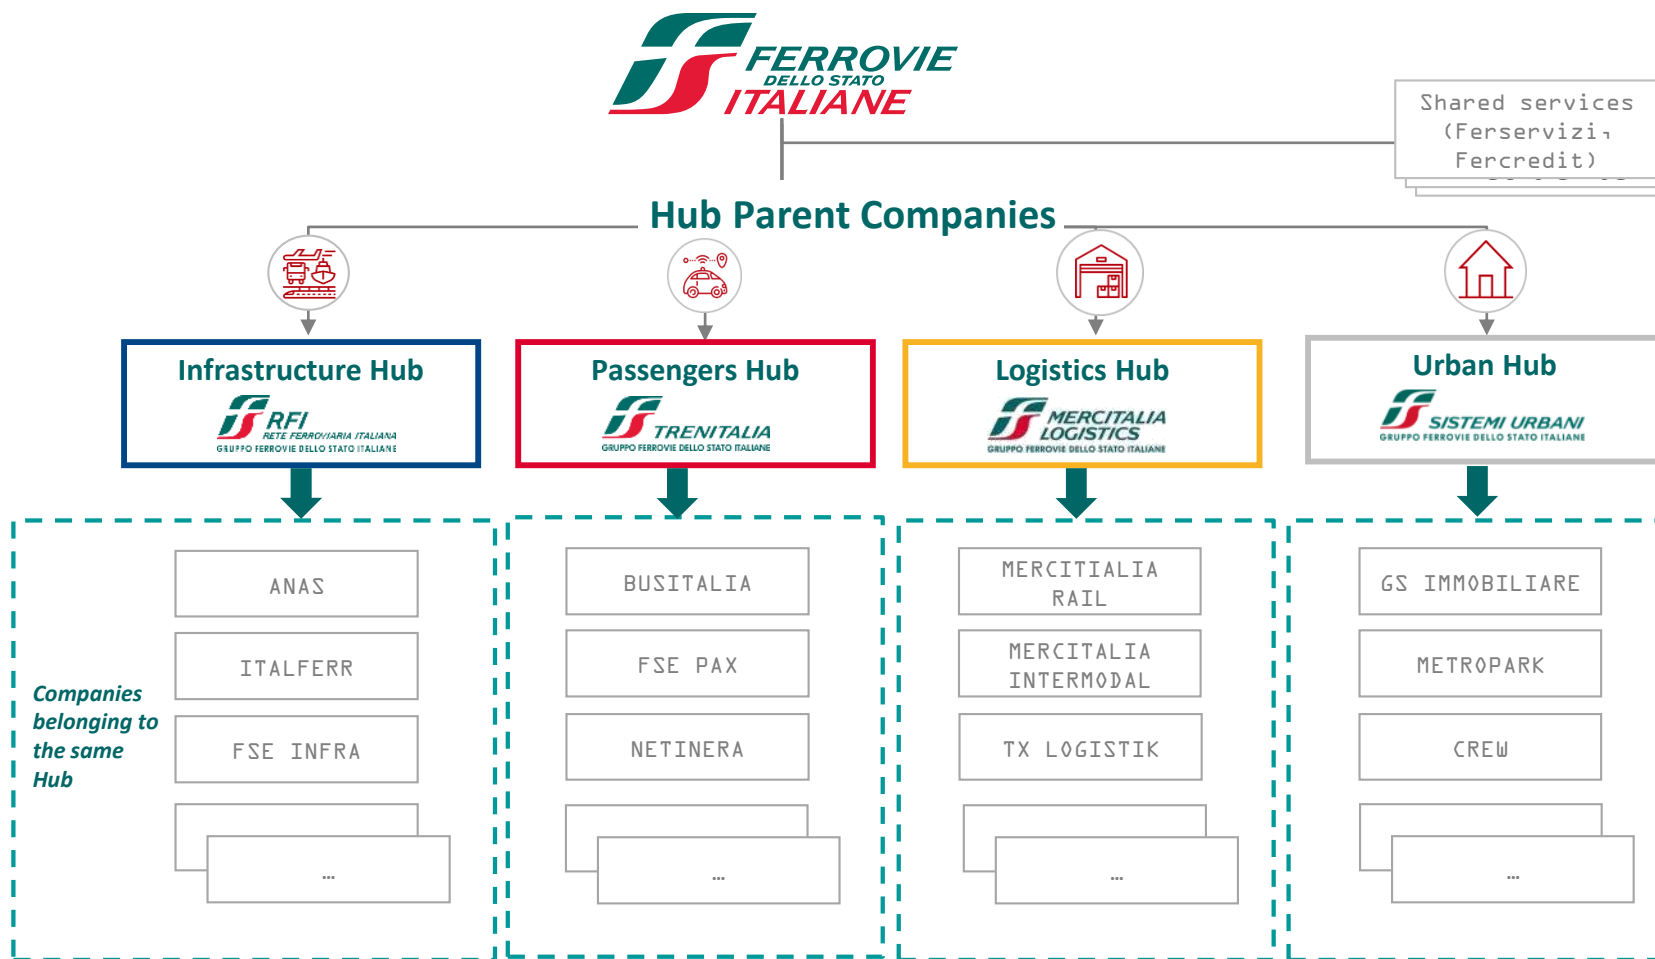 FERROVIE
DELLO STATO
ITALIANE
Shared services
(Ferservizi,
Fercredit)
Hub Parent Companies
Infrastructure Hub
RFI
RETE FERROVIARIA ITALIANA
GRUPPO FERROVIE DELLO STATO ITALIANE
Passengers Hub
TRENITALIA
GRUPPO FERROVIE DELLO STATO ITALIANE
Logistics Hub
MERCITALIA
LOGISTICS
GRUPPO FERROVIE DELLO STATO ITALIANE
Urban Hub
SISTEMI URBANI
GRUPPO FERROVIE DELLO STATO ITALIANE
Companies
belonging to
the same
Hub
ANAS
ITALFERR
FSE INFRA
…
BUSITALIA
FSE PAX
NETINERA
…
MERCITIALIA
RAIL
MERCITALIA
INTERMODAL
TX LOGISTIK
…
GS IMMOBILIARE
METROPARK
CREW
…